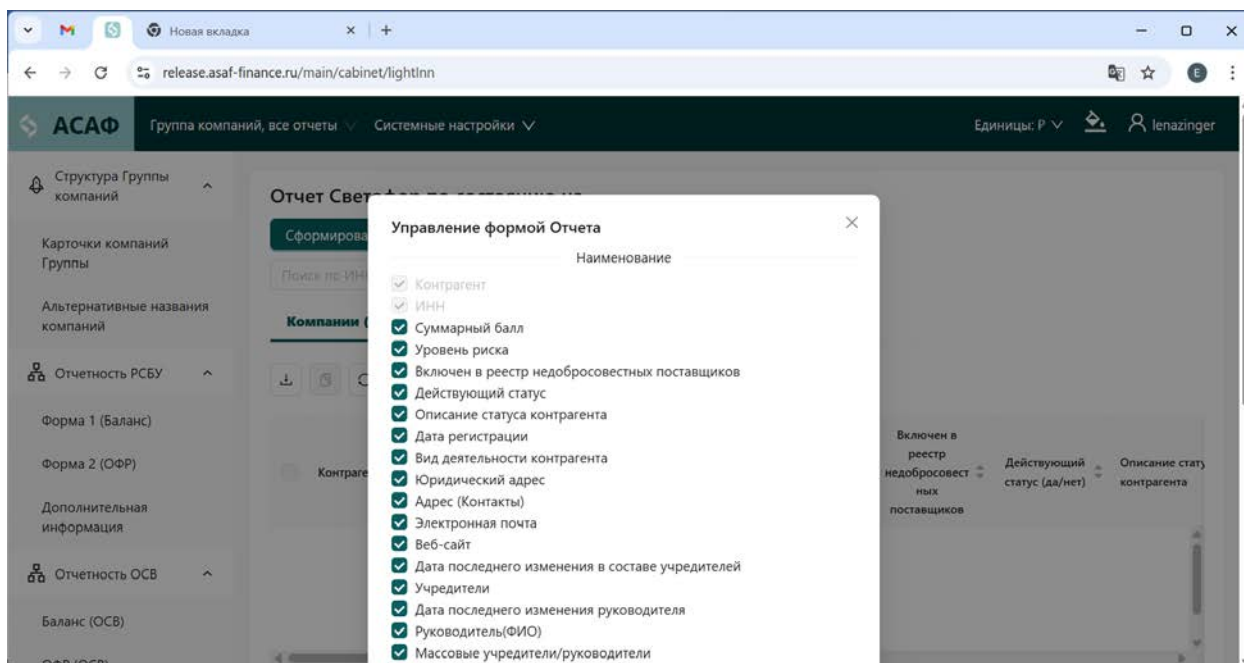 Новая вкладка
release.asaf-finance.ru/main/cabinet/lightInn
E
АСАФ
Группа компаний, все отчеты
Системные настройки
Единицы: ₽
lenazinger
Структура Группы
компаний
Карточки компаний
Группы
Альтернативные названия
компаний
Отчетность РСБУ
Форма 1 (Баланс)
Форма 2 (ОФР)
Дополнительная
информация
Отчетность ОСВ
Баланс (ОСВ)
Отчет
Сформирова
Поиск по ИН
Компании (
Контраге
Управление формой Отчета
Наименование
Контрагент
ИНН
Суммарный балл
Уровень риска
Включен в реестр недобросовестных поставщиков
Действующий статус
Описание статуса контрагента
Дата регистрации
Вид деятельности контрагента
Юридический адрес
Адрес (Контакты)
Электронная почта
Веб-сайт
Дата последнего изменения в составе учредителей
Учредители
Дата последнего изменения руководителя
Руководитель(ФИО)
Массовые учредители/руководители
Включен в
реестр
недобросовест
ных
поставщиков
Действующий
статус (да/нет)
Описание стату
контрагента